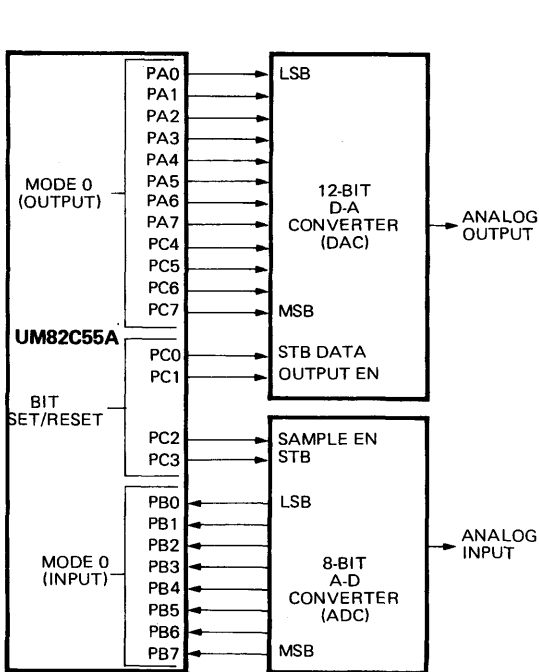 PA0
PA1
PA2
PA3
PA4
PA5
PA6
PA7
PC4
PC5
PC6
PC7
MODE 0
(OUTPUT)
LSB
12-BIT
D-A
CONVERTER
(DAC)
MSB
STB DATA
OUTPUT EN
ANALOG
OUTPUT
UM82C55A
PC0
PC1
BIT
SET/RESET
PC2
PC3
SAMPLE EN
STB
PB0
PB1
PB2
PB3
PB4
PB5
PB6
PB7
MODE 0
(INPUT)
LSB
8-BIT
A-D
CONVERTER
(ADC)
MSB
ANALOG
INPUT